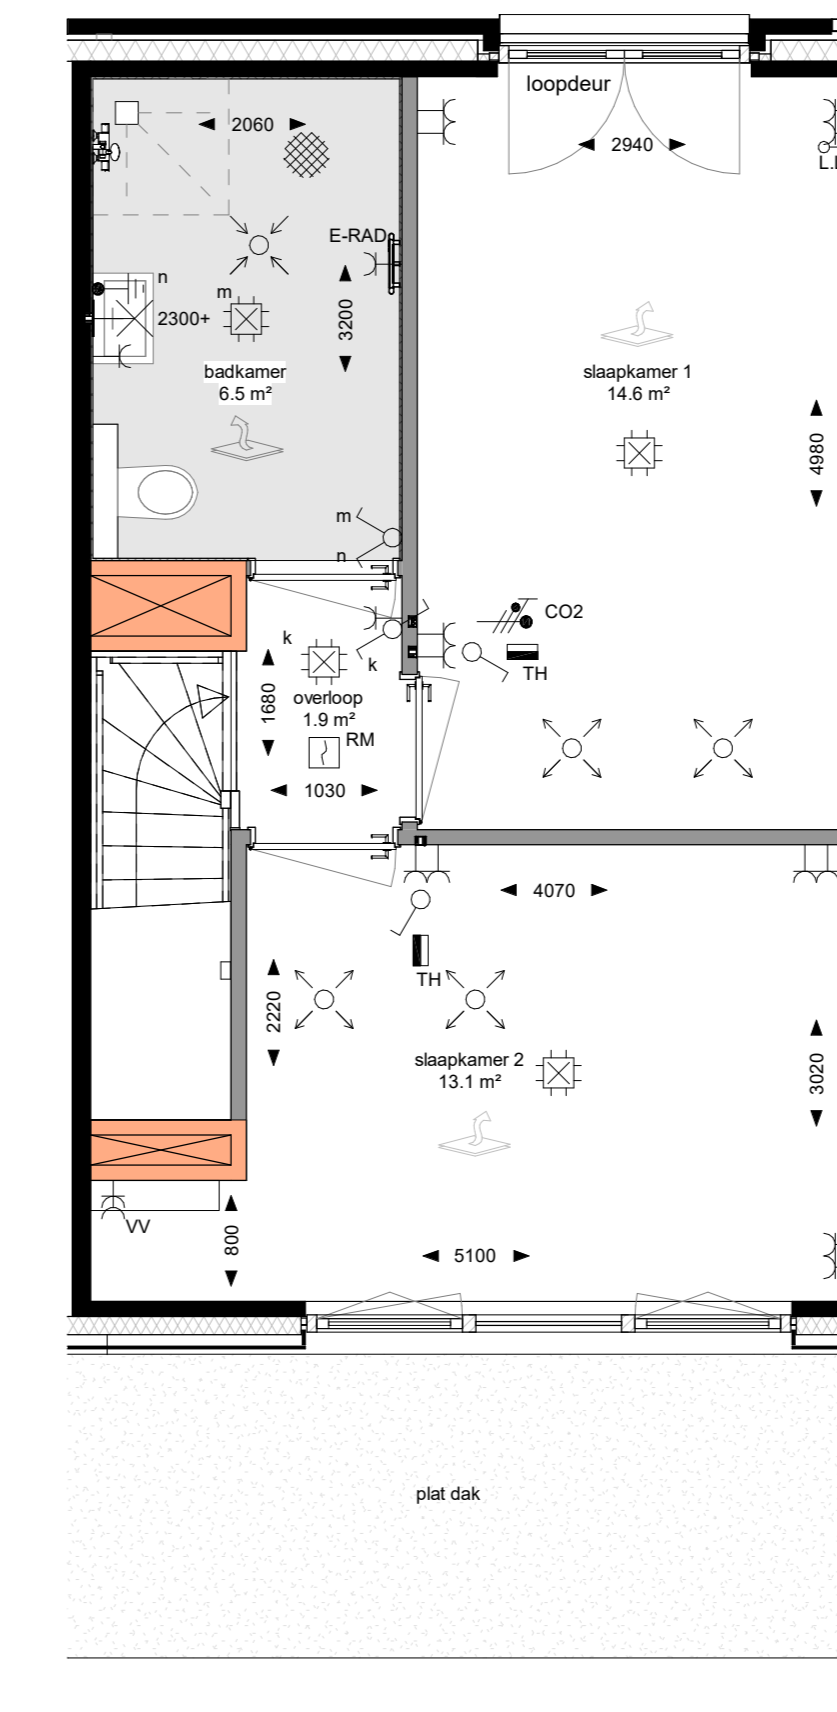 loopdeur
2060
2940
E-RAD
n
m
2300+
3200
badkamer
6.5 m²
slaapkamer 1
14.6 m²
4980
m
n
CO2
k
k
TH
1680
overloop
1.9 m²
RM
1030
4070
TH
2220
slaapkamer 2
13.1 m²
3020
VV
800
5100
plat dak